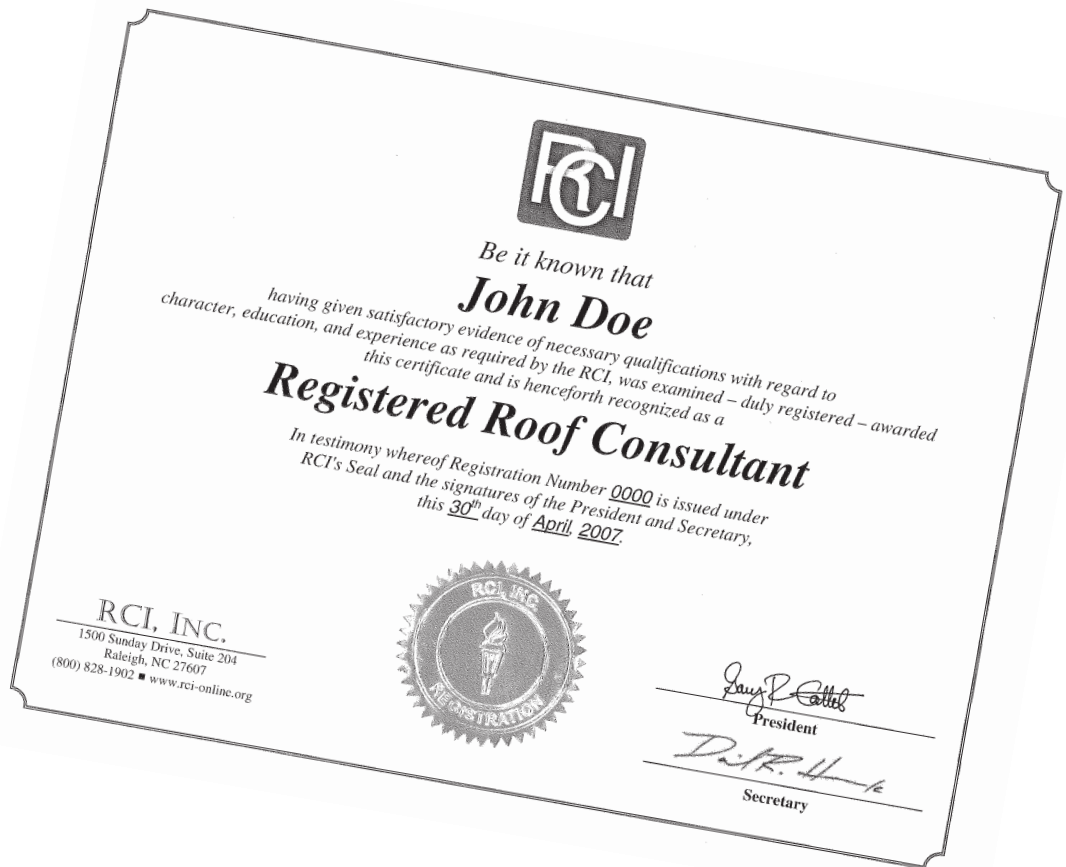 RCI
Be it known that
John Doe
having given satisfactory evidence of necessary qualifications with regard to
character, education, and experience as required by the RCI, was examined – duly registered – awarded
this certificate and is henceforth recognized as a
Registered Roof Consultant
In testimony whereof Registration Number 0000 is issued under
RCI's Seal and the signatures of the President and Secretary,
this 30th day of April, 2007.
RCI, INC.
REGISTRATION
RCI, INC.
1500 Sunday Drive, Suite 204
Raleigh, NC 27607
(800) 828-1902 ■ www.rci-online.org
President
Secretary